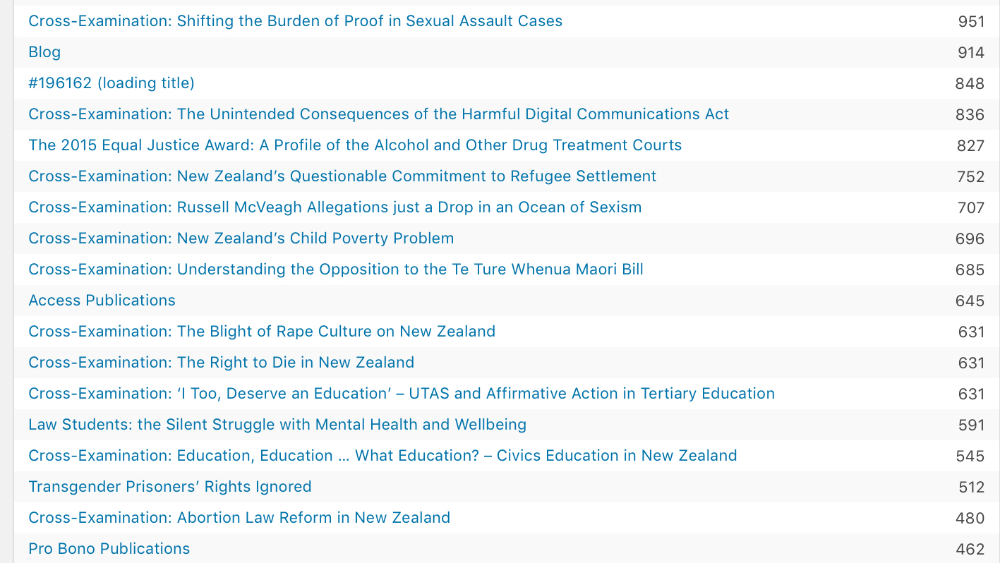 Cross-Examination: Shifting the Burden of Proof in Sexual Assault Cases 951
Blog 914
#196162 (loading title) 848
Cross-Examination: The Unintended Consequences of the Harmful Digital Communications Act 836
The 2015 Equal Justice Award: A Profile of the Alcohol and Other Drug Treatment Courts 827
Cross-Examination: New Zealand’s Questionable Commitment to Refugee Settlement 752
Cross-Examination: Russell McVeagh Allegations just a Drop in an Ocean of Sexism 707
Cross-Examination: New Zealand’s Child Poverty Problem 696
Cross-Examination: Understanding the Opposition to the Te Ture Whenua Maori Bill 685
Access Publications 645
Cross-Examination: The Blight of Rape Culture on New Zealand 631
Cross-Examination: The Right to Die in New Zealand 631
Cross-Examination: ‘I Too, Deserve an Education’ – UTAS and Affirmative Action in Tertiary Education 631
Law Students: the Silent Struggle with Mental Health and Wellbeing 591
Cross-Examination: Education, Education … What Education? – Civics Education in New Zealand 545
Transgender Prisoners’ Rights Ignored 512
Cross-Examination: Abortion Law Reform in New Zealand 480
Pro Bono Publications 462